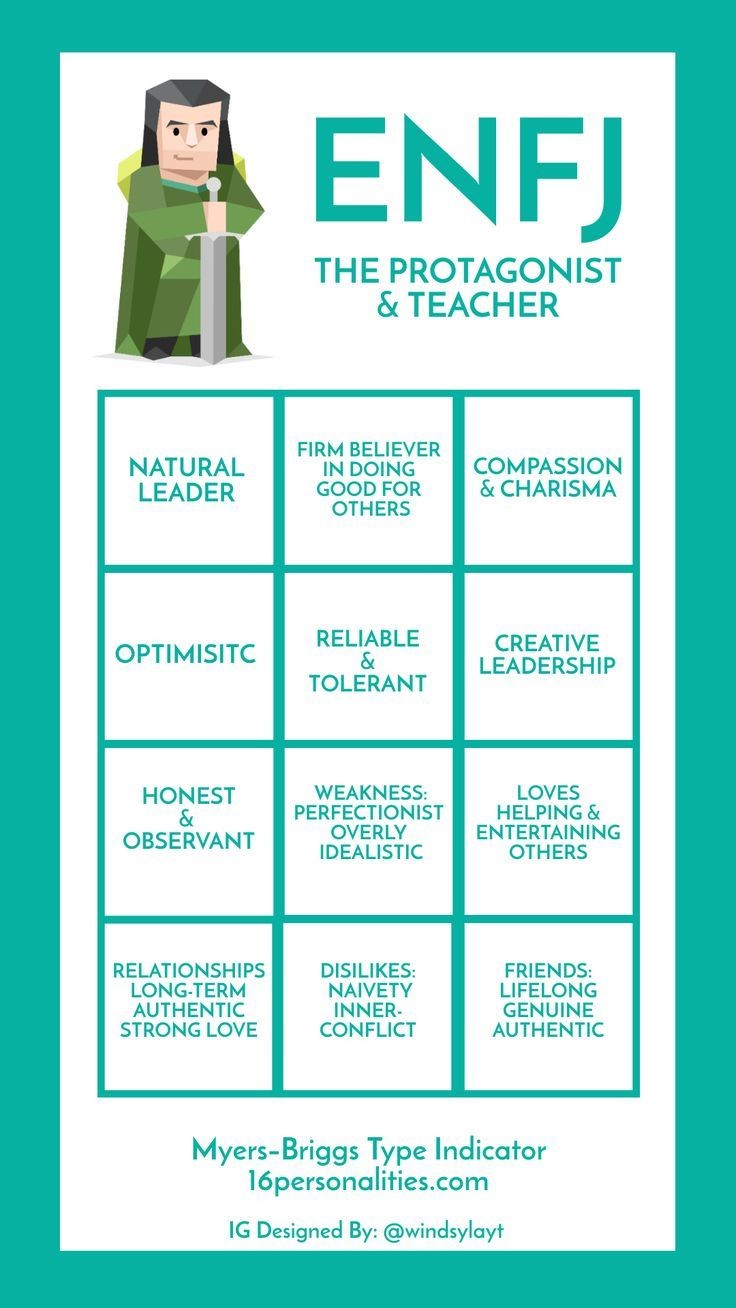 ENFJ
THE PROTAGONIST
& TEACHER
NATURAL
LEADER
FIRM BELIEVER
IN DOING
GOOD FOR
OTHERS
COMPASSION
& CHARISMA
OPTIMISITC
RELIABLE
&
TOLERANT
CREATIVE
LEADERSHIP
HONEST
&
OBSERVANT
WEAKNESS:
PERFECTIONIST
OVERLY
IDEALISTIC
LOVES
HELPING &
ENTERTAINING
OTHERS
RELATIONSHIPS
LONG-TERM
AUTHENTIC
STRONG LOVE
DISILIKES:
NAIVETY
INNER-
CONFLICT
FRIENDS:
LIFELONG
GENUINE
AUTHENTIC
Myers–Briggs Type Indicator
16personalities.com
IG Designed By: @windsylayt